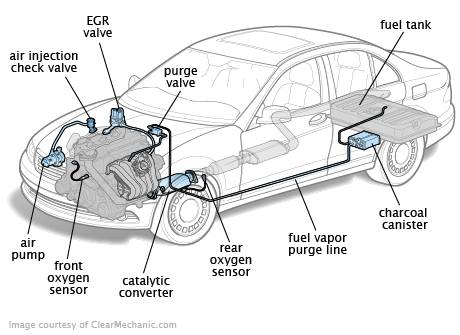 EGR
valve
fuel tank
air injection
check valve
purge
valve
air
pump
front
oxygen
sensor
catalytic
converter
rear
oxygen
sensor
fuel vapor
purge line
charcoal
canister
Image courtesy of ClearMechanic.com